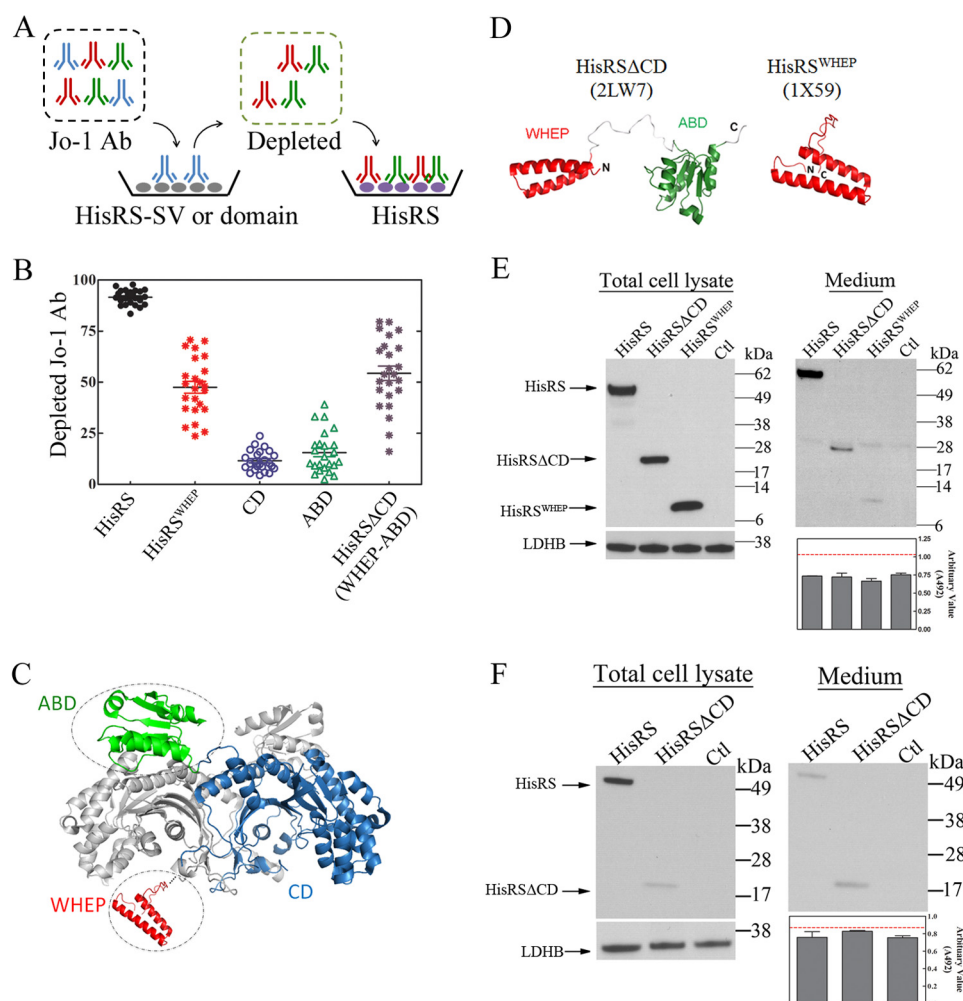 A
Jo-1 Ab
Depleted
HisRS-SV or domain
HisRS
B
Depleted Jo-1 Ab
100
75
50
25
0
HisRS
HisRS^WHEP
CD
ABD
HisRSΔCD
(WHEP-ABD)
C
ABD
WHEP
CD
D
HisRSΔCD
(2LW7)
HisRS^WHEP
(1X59)
WHEP
ABD
C
N
N
C
E
Total cell lysate
Medium
HisRS
HisRSΔCD
HisRS^WHEP
Ctl
kDa
HisRS
HisRSΔCD
HisRS^WHEP
Ctl
kDa
HisRS
HisRSΔCD
HisRS^WHEP
LDHB
62
49
38
28
17
14
6
38
62
49
38
28
17
14
6
1.25
1.00
0.75
0.50
0.25
0.00
Arbituary Value
(A492)
F
Total cell lysate
Medium
HisRS
HisRSΔCD
Ctl
kDa
HisRS
HisRSΔCD
Ctl
kDa
HisRS
HisRSΔCD
LDHB
49
38
28
17
38
49
38
28
17
1.0
0.8
0.6
0.4
0.2
Arbituary Value
(A492)